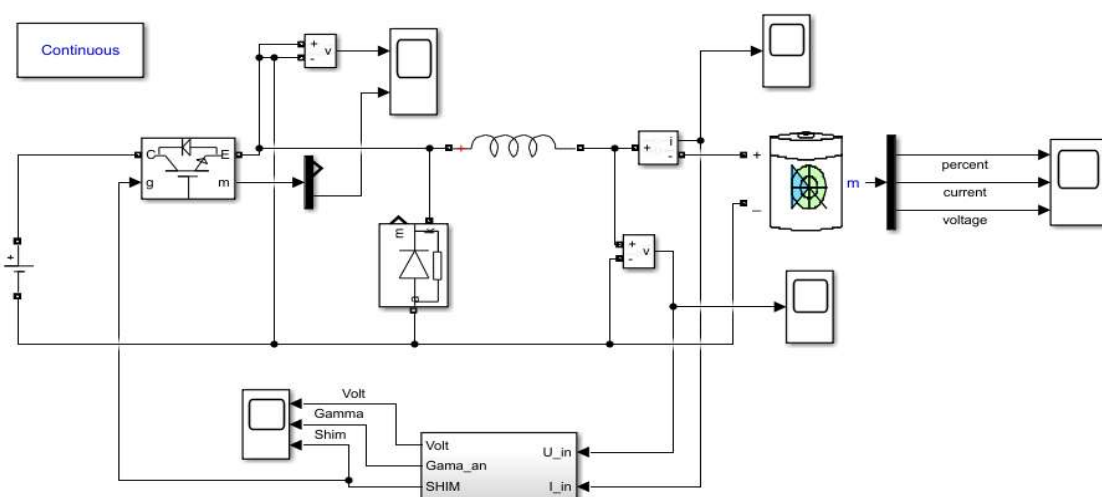 Continuous
+
-
v
C
E
g
m
+
i
+
-
+
–
m
percent
current
voltage
m
k
a
+
-
v
+
Volt
Gamma
Shim
Volt
Gama_an
SHIM
U_in
I_in